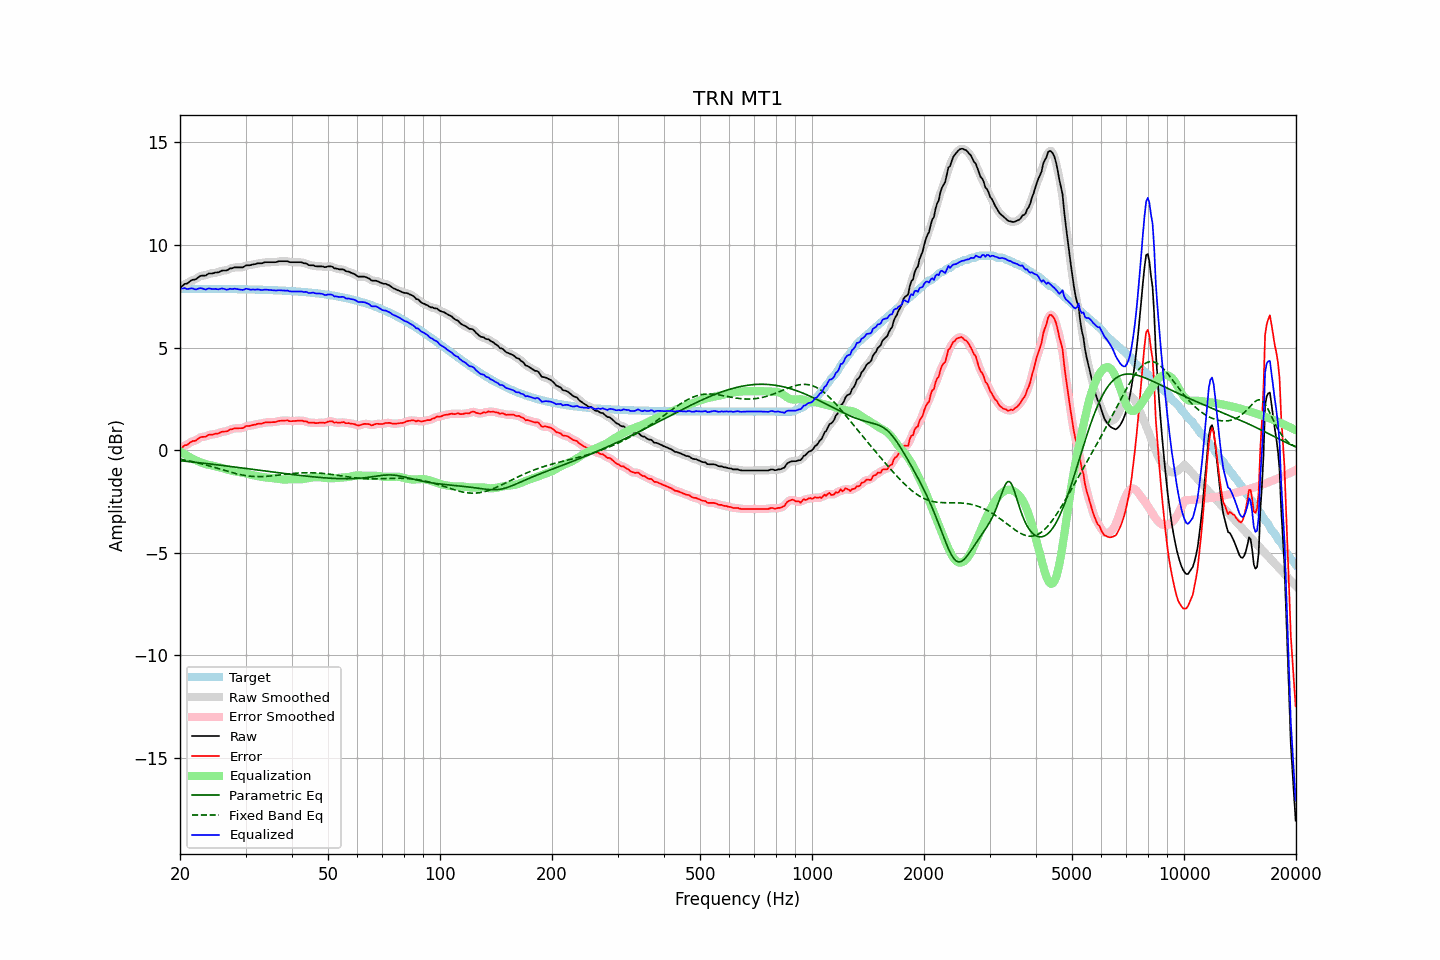 TRN MT1
Amplitude (dBr)
15
10
5
0
−5
−10
−15
Target
Raw Smoothed
Error Smoothed
Raw
Error
Equalization
Parametric Eq
Fixed Band Eq
Equalized
20 50 100 200 500 1000 2000 5000 10000 20000
Frequency (Hz)